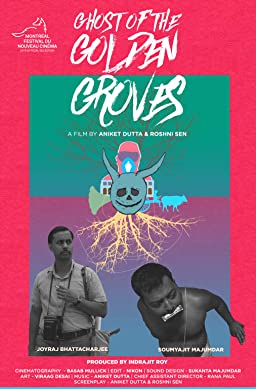 MONTREAL
FESTIVAL DU
NOUVEAU CINÉMA
GHOST OF THE
GOLDEN
GROVES
A FILM BY ANIKET DUTTA & ROSHNI SEN
JOYRAJ BHATTACHARJEE
SOUMYAJIT MAJUMDAR
PRODUCED BY INDRAJIT ROY
CINEMATOGRAPHY - BASAB MULLICK | EDIT - NIKON | SOUND DESIGN - SUKANTA MAJUMDAR
ART - VIRAAG DESAI | MUSIC - ANIKET DUTTA | CHIEF ASSISTANT DIRECTOR - RANA PAUL
SCREENPLAY - ANIKET DUTTA & ROSHNI SEN